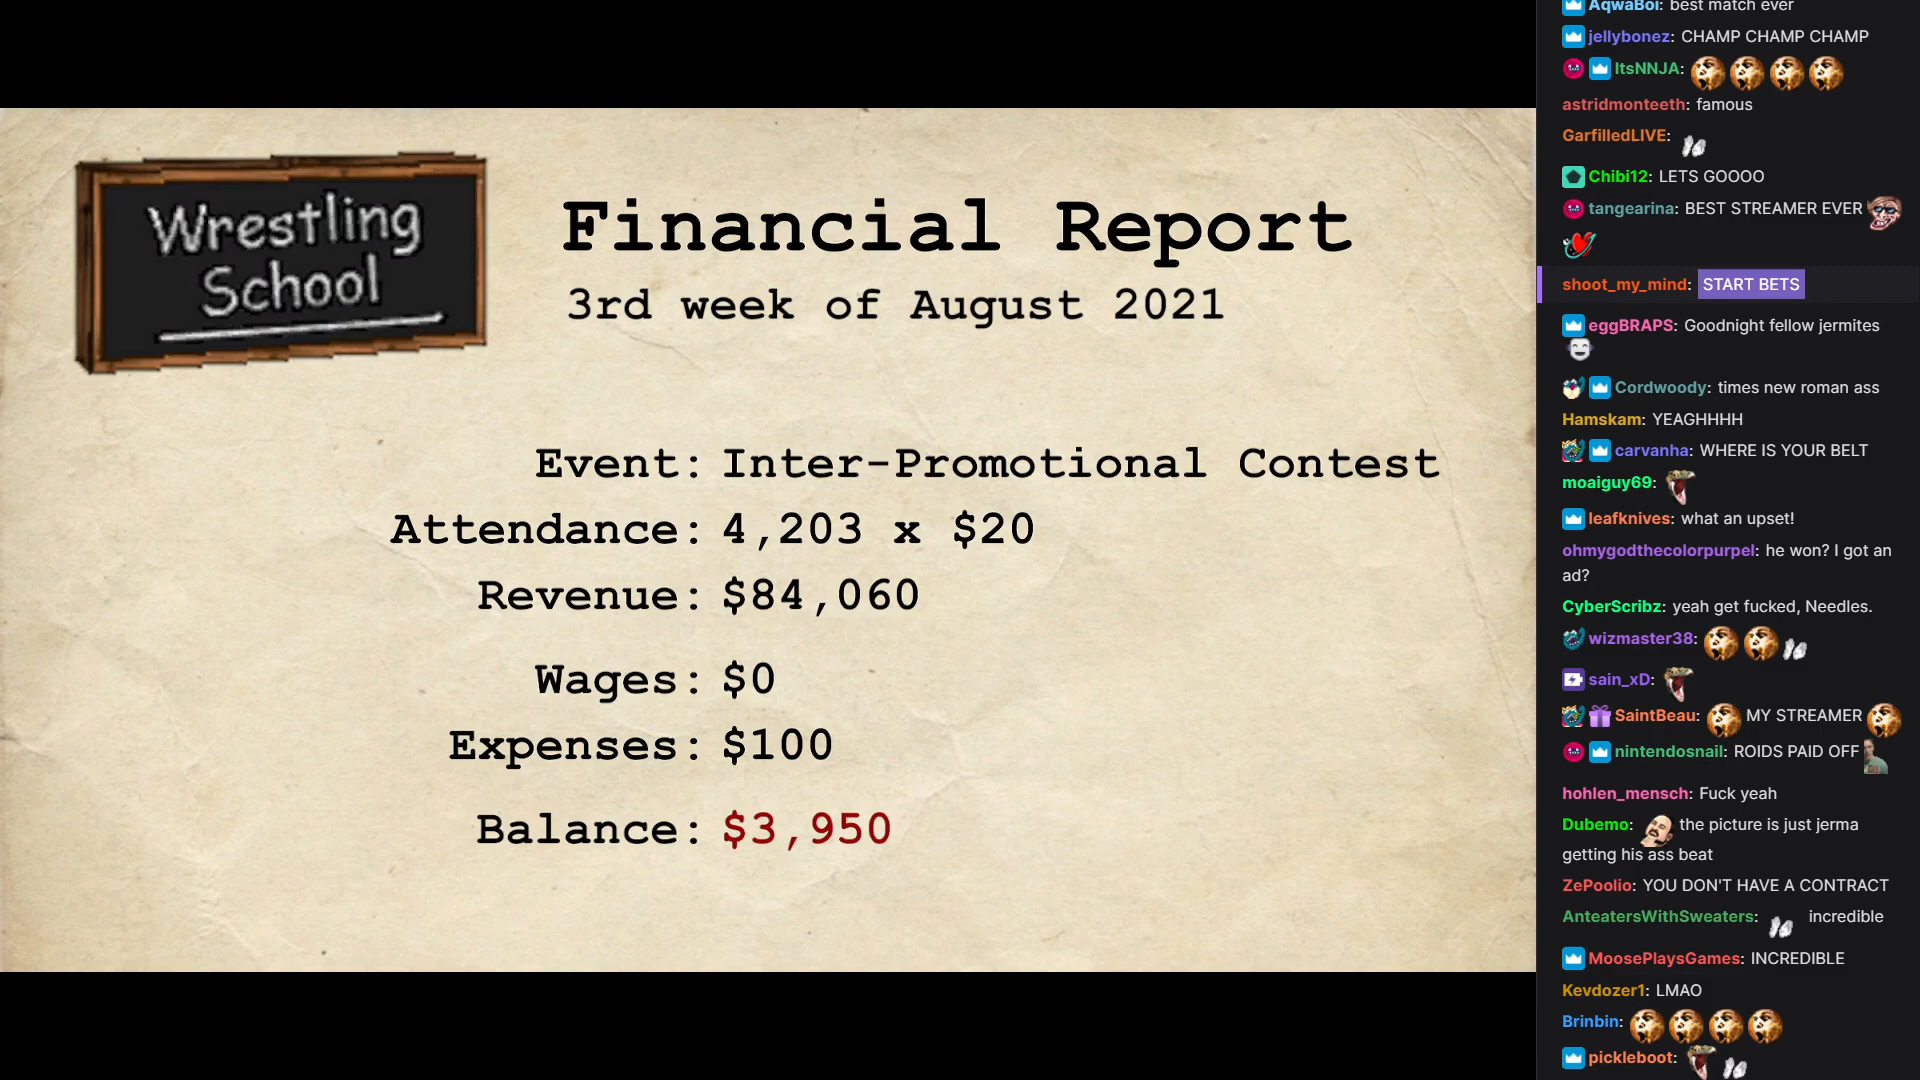 Wrestling
School
Financial Report
3rd week of August 2021
Event: Inter-Promotional Contest
Attendance: 4,203 x $20
Revenue: $84,060
Wages: $0
Expenses: $100
Balance: $3,950
AqwaBoi: best match ever
jellybonez: CHAMP CHAMP CHAMP
ItsNNJA:
astridmonteeth: famous
GarfilledLIVE:
Chibi12: LETS GOOOO
tangearina: BEST STREAMER EVER
shoot_my_mind: START BETS
eggBRAPS: Goodnight fellow jermites
Cordwoody: times new roman ass
Hamskam: YEAGHHHH
carvanha: WHERE IS YOUR BELT
moaiguy69:
leafknives: what an upset!
ohmygodthecolorpurpel: he won? I got an
ad?
CyberScribz: yeah get fucked, Needles.
wizmaster38:
sain_xD:
SaintBeau: MY STREAMER
nintendosnail: ROIDS PAID OFF
hohlen_mensch: Fuck yeah
Dubemo: the picture is just jerma
getting his ass beat
ZePoolio: YOU DON'T HAVE A CONTRACT
AnteatersWithSweaters: incredible
MoosePlaysGames: INCREDIBLE
Kevdozer1: LMAO
Brinbin:
pickleboot: